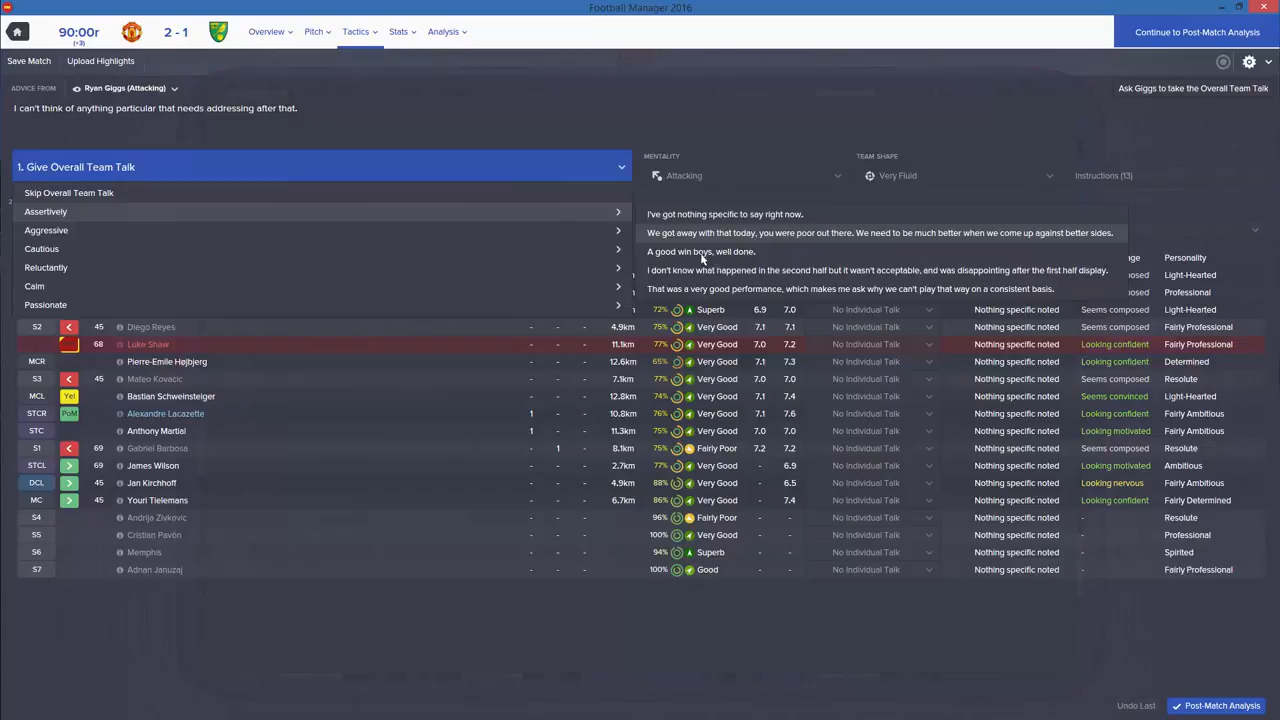 Football Manager 2016
90:00r
(+3)
2 - 1
Overview
Pitch
Tactics
Stats
Analysis
Continue to Post-Match Analysis
Save Match
Upload Highlights
ADVICE FROM
Ryan Giggs (Attacking)
Ask Giggs to take the Overall Team Talk
I can't think of anything particular that needs addressing after that.
MENTALITY
TEAM SHAPE
1. Give Overall Team Talk
Attacking
Very Fluid
Instructions (13)
Skip Overall Team Talk
Assertively
Aggressive
Cautious
Reluctantly
Calm
Passionate
I've got nothing specific to say right now.
We got away with that today, you were poor out there. We need to be much better when we come up against better sides.
A good win boys, well done.
I don't know what happened in the second half but it wasn't acceptable, and was disappointing after the first half display.
That was a very good performance, which makes me ask why we can't play that way on a consistent basis.
Personality
Light-Hearted
Professional
72% Superb 6.9 7.0 No Individual Talk Nothing specific noted Seems composed Light-Hearted
S2 45 Diego Reyes - - - 4.9km 75% Very Good 7.1 7.1 No Individual Talk Nothing specific noted Seems composed Fairly Professional
68 Luke Shaw - - - 11.1km 77% Very Good 7.0 7.2 No Individual Talk Nothing specific noted Looking confident Fairly Professional
MCR Pierre-Emile Højbjerg - - - 12.6km 65% Very Good 7.1 7.3 No Individual Talk Nothing specific noted Looking confident Determined
S3 45 Mateo Kovacic - - - 7.1km 77% Very Good 7.0 7.0 No Individual Talk Nothing specific noted Seems composed Resolute
MCL Yel Bastian Schweinsteiger - - - 12.8km 74% Very Good 7.1 7.4 No Individual Talk Nothing specific noted Seems convinced Light-Hearted
STCR PoM Alexandre Lacazette 1 - - 10.8km 76% Very Good 7.1 7.6 No Individual Talk Nothing specific noted Looking confident Fairly Ambitious
STC Anthony Martial 1 - - 11.0km 75% Very Good 7.0 7.0 No Individual Talk Nothing specific noted Looking motivated Fairly Ambitious
S1 69 Gabriel Barbosa - 1 - 8.1km 75% Fairly Poor 7.2 7.2 No Individual Talk Nothing specific noted Seems composed Resolute
STCL 69 James Wilson - - - 2.7km 77% Very Good - 6.9 No Individual Talk Nothing specific noted Looking motivated Ambitious
DCL 45 Jan Kirchhoff - - - 4.9km 88% Very Good - 6.5 No Individual Talk Nothing specific noted Looking nervous Fairly Ambitious
MC 45 Youri Tielemans - - - 6.7km 86% Very Good - 7.4 No Individual Talk Nothing specific noted Looking confident Fairly Determined
S4 Andrija Zivkovic - - - 96% Fairly Poor - - No Individual Talk Nothing specific noted - Resolute
S5 Cristian Pavón - - - 100% Very Good - - No Individual Talk Nothing specific noted - Professional
S6 Memphis - - - 94% Superb - - No Individual Talk Nothing specific noted - Spirited
S7 Adnan Januzaj - - - 100% Good - - No Individual Talk Nothing specific noted - Fairly Professional
Undo Last
Post-Match Analysis